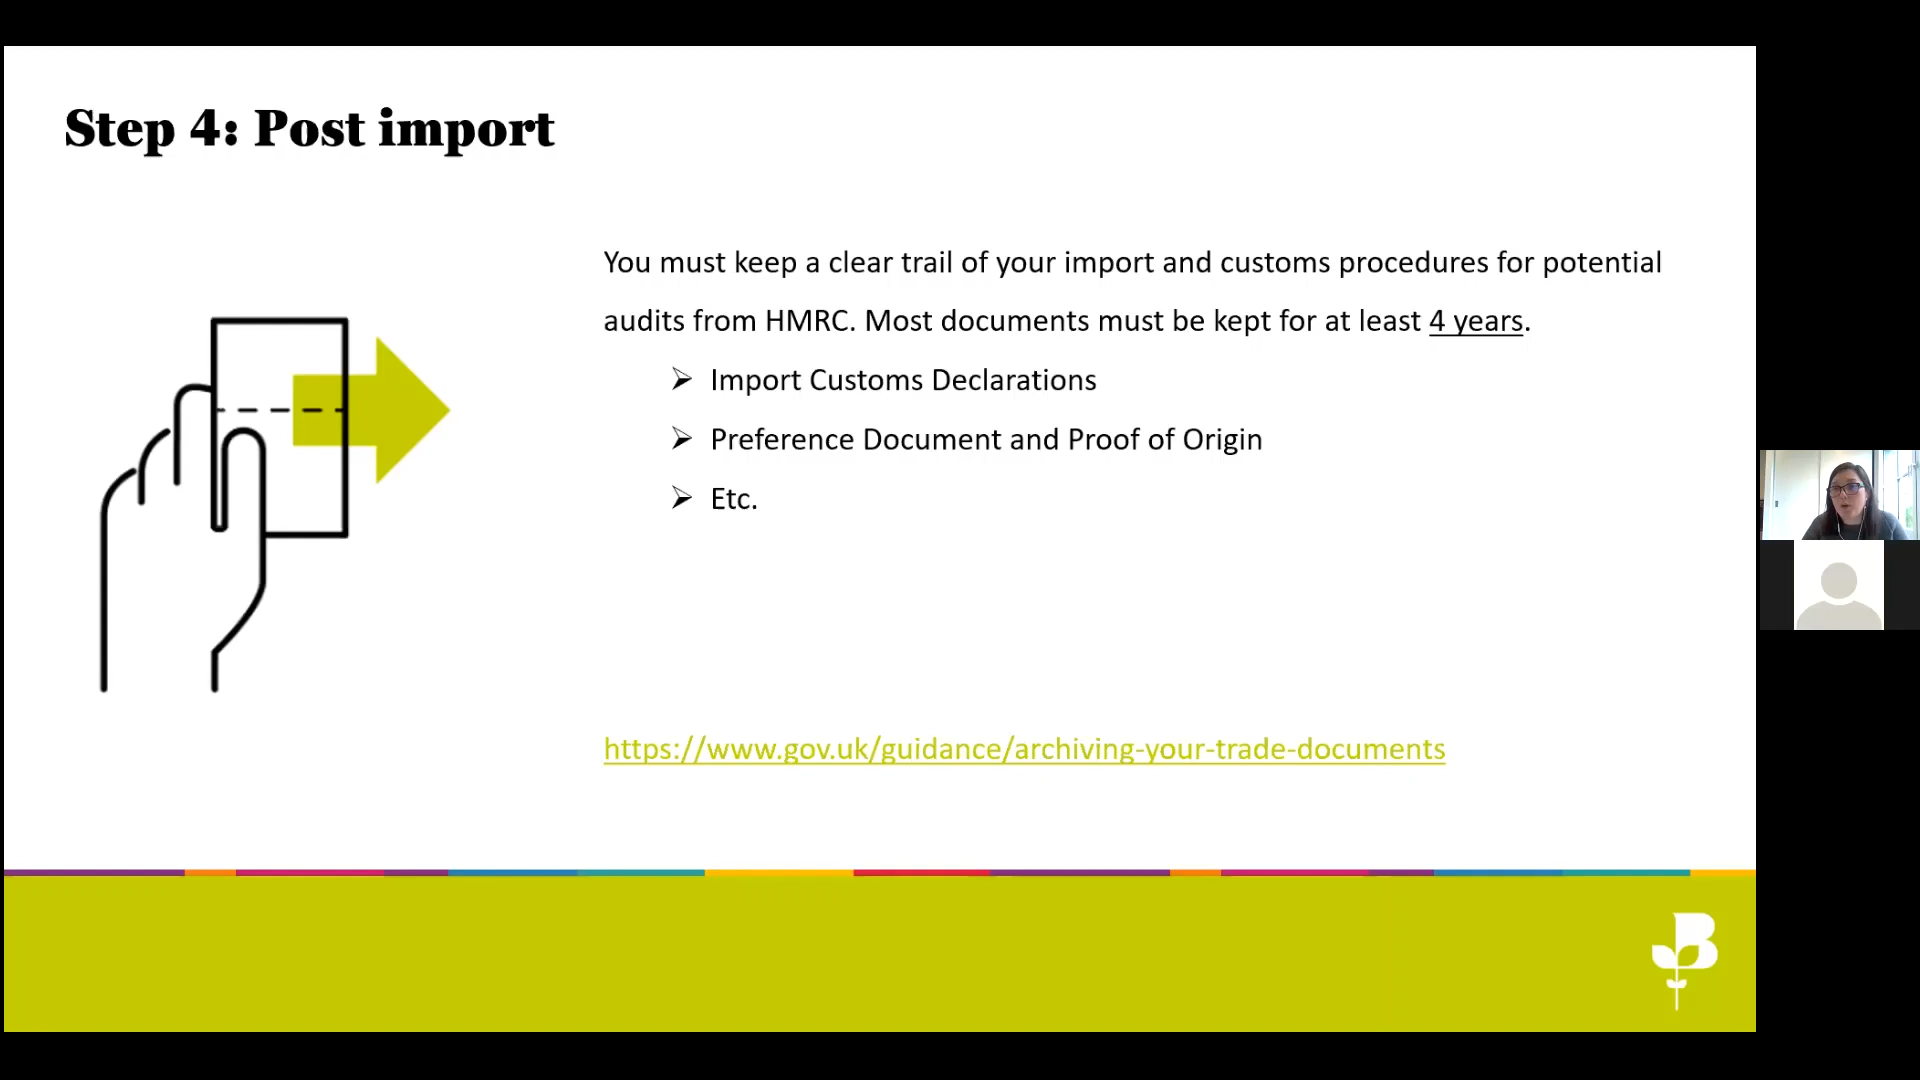 Step 4: Post import
You must keep a clear trail of your import and customs procedures for potential
audits from HMRC. Most documents must be kept for at least 4 years.
➢ Import Customs Declarations
➢ Preference Document and Proof of Origin
➢ Etc.
https://www.gov.uk/guidance/archiving-your-trade-documents